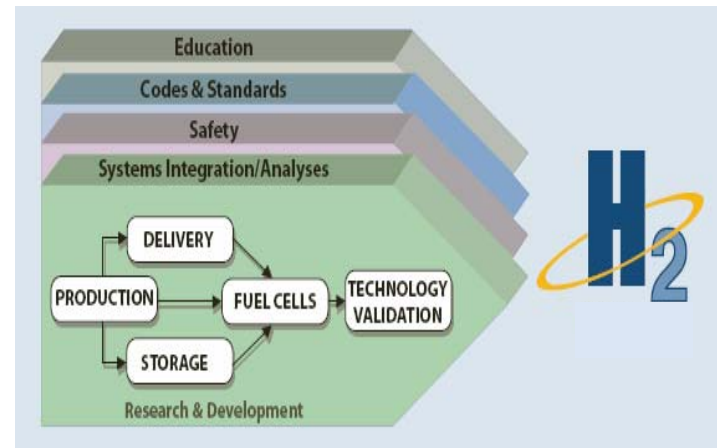 Education
Codes & Standards
Safety
Systems Integration/Analyses
DELIVERY
PRODUCTION
FUEL CELLS
TECHNOLOGY
VALIDATION
STORAGE
Research & Development
H2